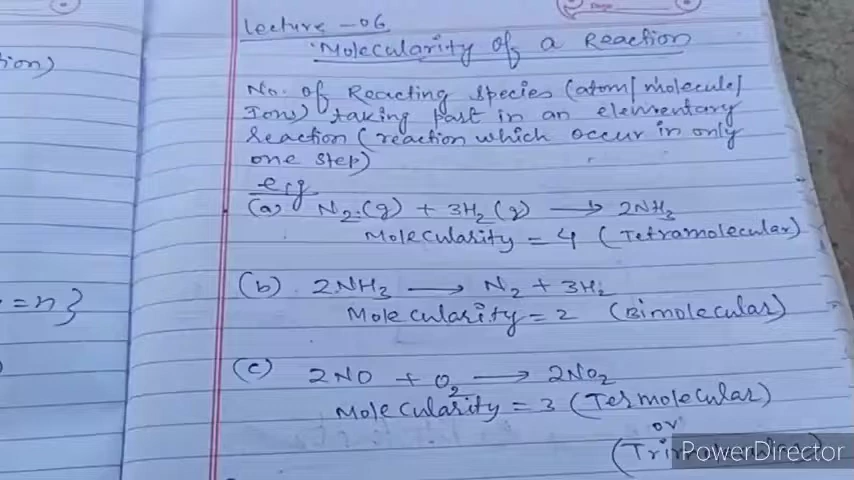 Lecture - 06
Molecularity of a Reaction
No. of Reacting species (atom/molecule/
Ions) taking part in an elementary
reaction (reaction which occur in only
one step)
e.g.
(a) N₂(g) + 3H₂(g) → 2NH₃
Molecularity = 4 (Tetramolecular)
(b) 2NH₃ → N₂ + 3H₂
Molecularity = 2 (Bimolecular)
(c) 2NO + O₂ → 2NO₂
Molecularity = 3 (Termolecular)
or
ion)
= n}
PowerDirector